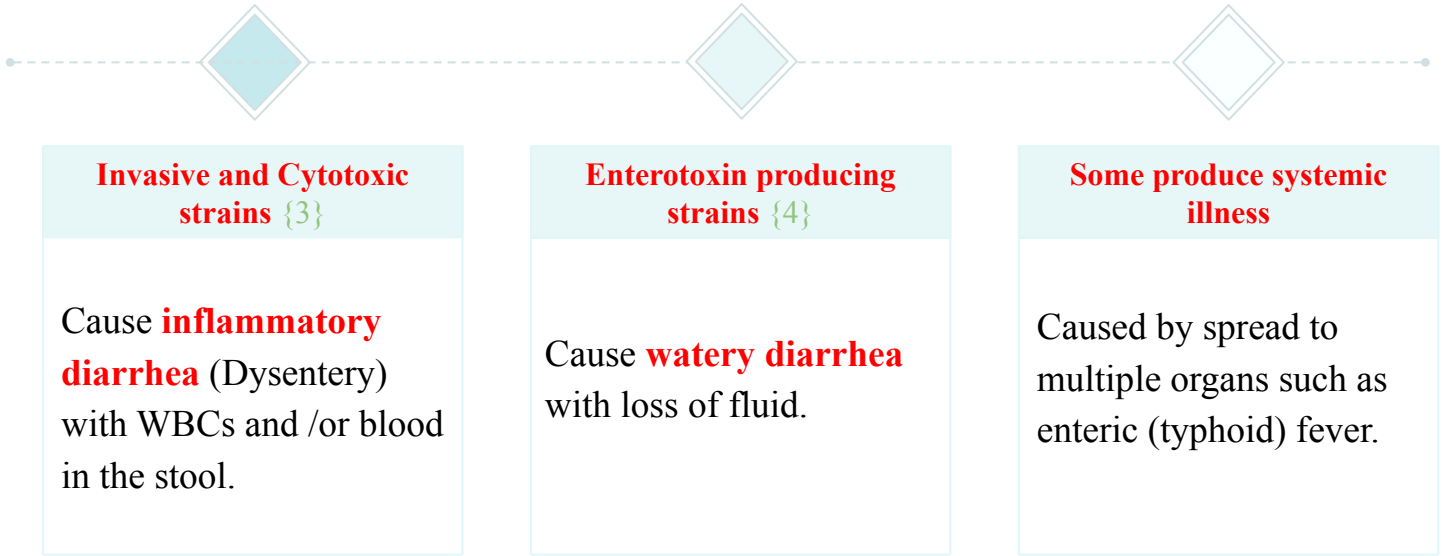 Invasive and Cytotoxic
strains {3}
Cause inflammatory
diarrhea (Dysentery)
with WBCs and /or blood
in the stool.
Enterotoxin producing
strains {4}
Cause watery diarrhea
with loss of fluid.
Some produce systemic
illness
Caused by spread to
multiple organs such as
enteric (typhoid) fever.